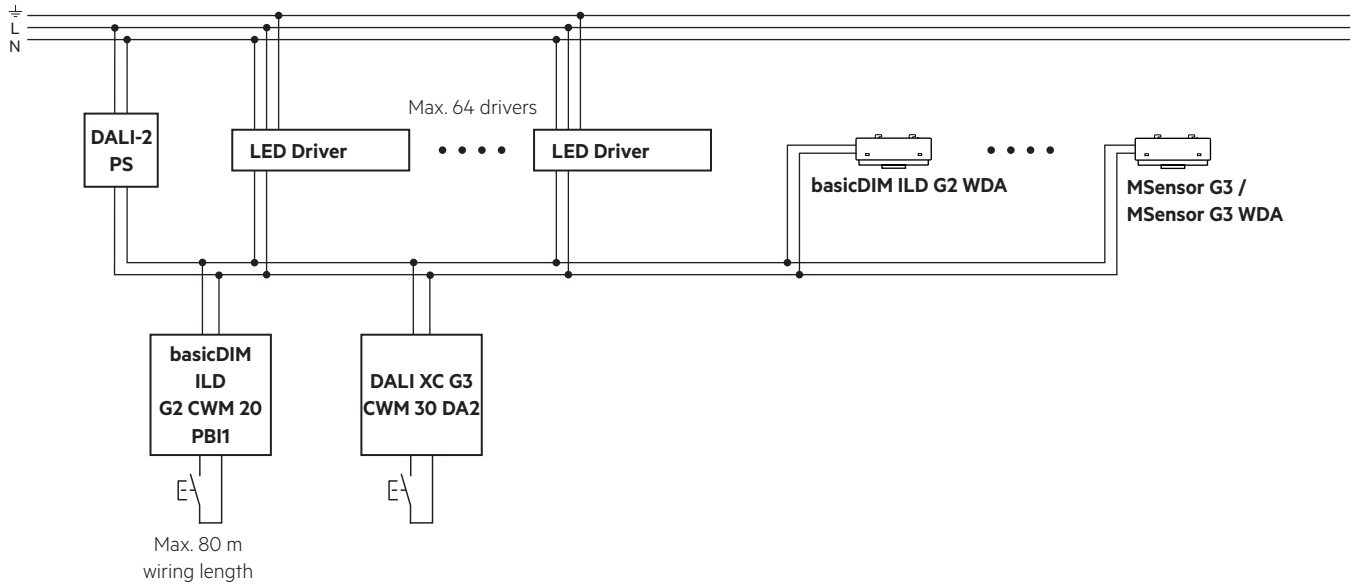 L
N
Max. 64 drivers
DALI-2
PS
LED Driver
LED Driver
basicDIM ILD G2 WDA
MSensor G3 /
MSensor G3 WDA
basicDIM
ILD
G2 CWM 20
PBI1
DALI XC G3
CWM 30 DA2
Max. 80 m
wiring length